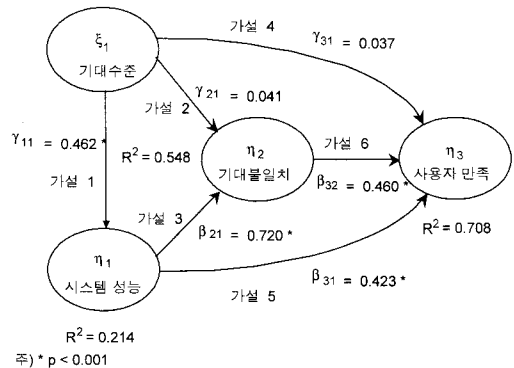 가설 4
γ31 = 0.037
ξ1
기대수준
γ21 = 0.041
가설 2
γ11 = 0.462 *
가설 1
R2 = 0.548
η2
기대불일치
가설 6
β32 = 0.460 *
η3
사용자 만족
R2 = 0.708
가설 3
β21 = 0.720 *
η1
시스템 성능
가설 5
β31 = 0.423 *
R2 = 0.214
주) * p < 0.001